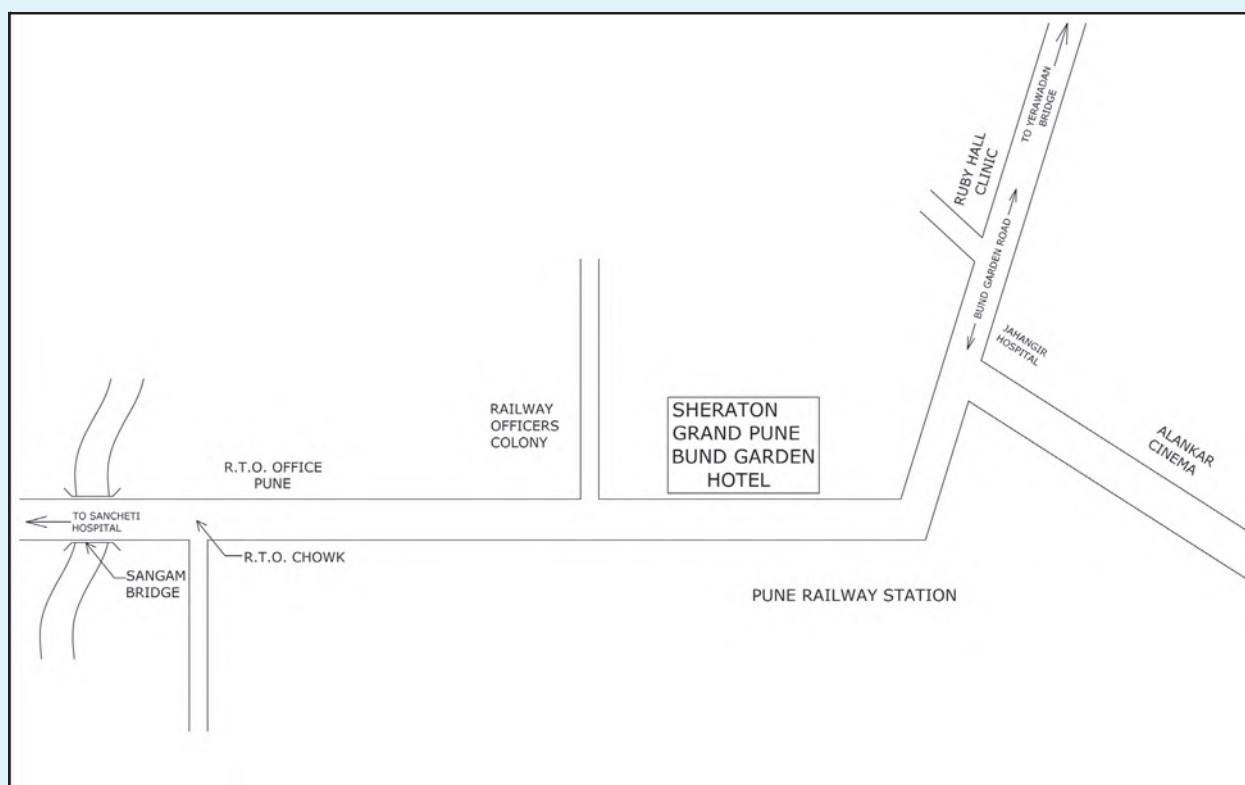 TO YERAWADAN
BRIDGE
RUBY HALL
CLINIC
BUND GARDEN ROAD
JAHANGIR
HOSPITAL
ALANKAR
CINEMA
RAILWAY
OFFICERS
COLONY
SHERATON
GRAND PUNE
BUND GARDEN
HOTEL
R.T.O. OFFICE
PUNE
TO SANCHETI
HOSPITAL
R.T.O. CHOWK
SANGAM
BRIDGE
PUNE RAILWAY STATION